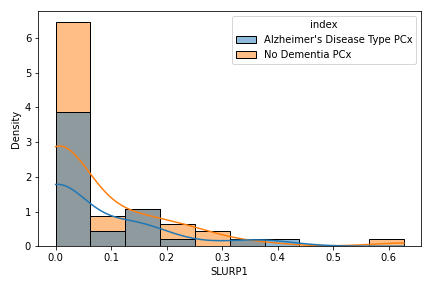 index
Alzheimer's Disease Type PCx
No Dementia PCx
Density
6
5
4
3
2
1
0
0.0 0.1 0.2 0.3 0.4 0.5 0.6
SLURP1